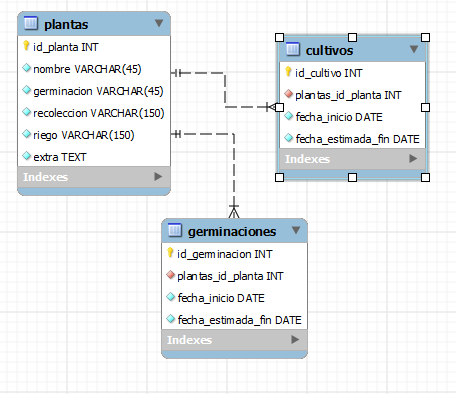 plantas
id_planta INT
nombre VARCHAR(45)
germinacion VARCHAR(45)
recoleccion VARCHAR(150)
riego VARCHAR(150)
extra TEXT
Indexes
cultivos
id_cultivo INT
plantas_id_planta INT
fecha_inicio DATE
fecha_estimada_fin DATE
Indexes
germinaciones
id_germinacion INT
plantas_id_planta INT
fecha_inicio DATE
fecha_estimada_fin DATE
Indexes